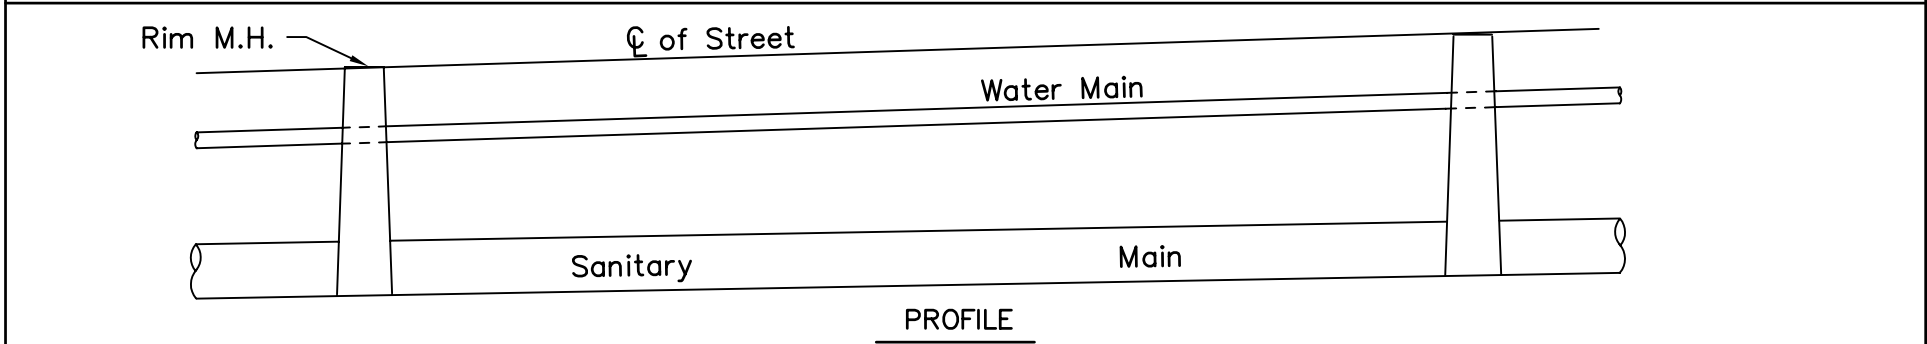 Rim M.H.
℄ of Street
Water Main
Sanitary Main
PROFILE